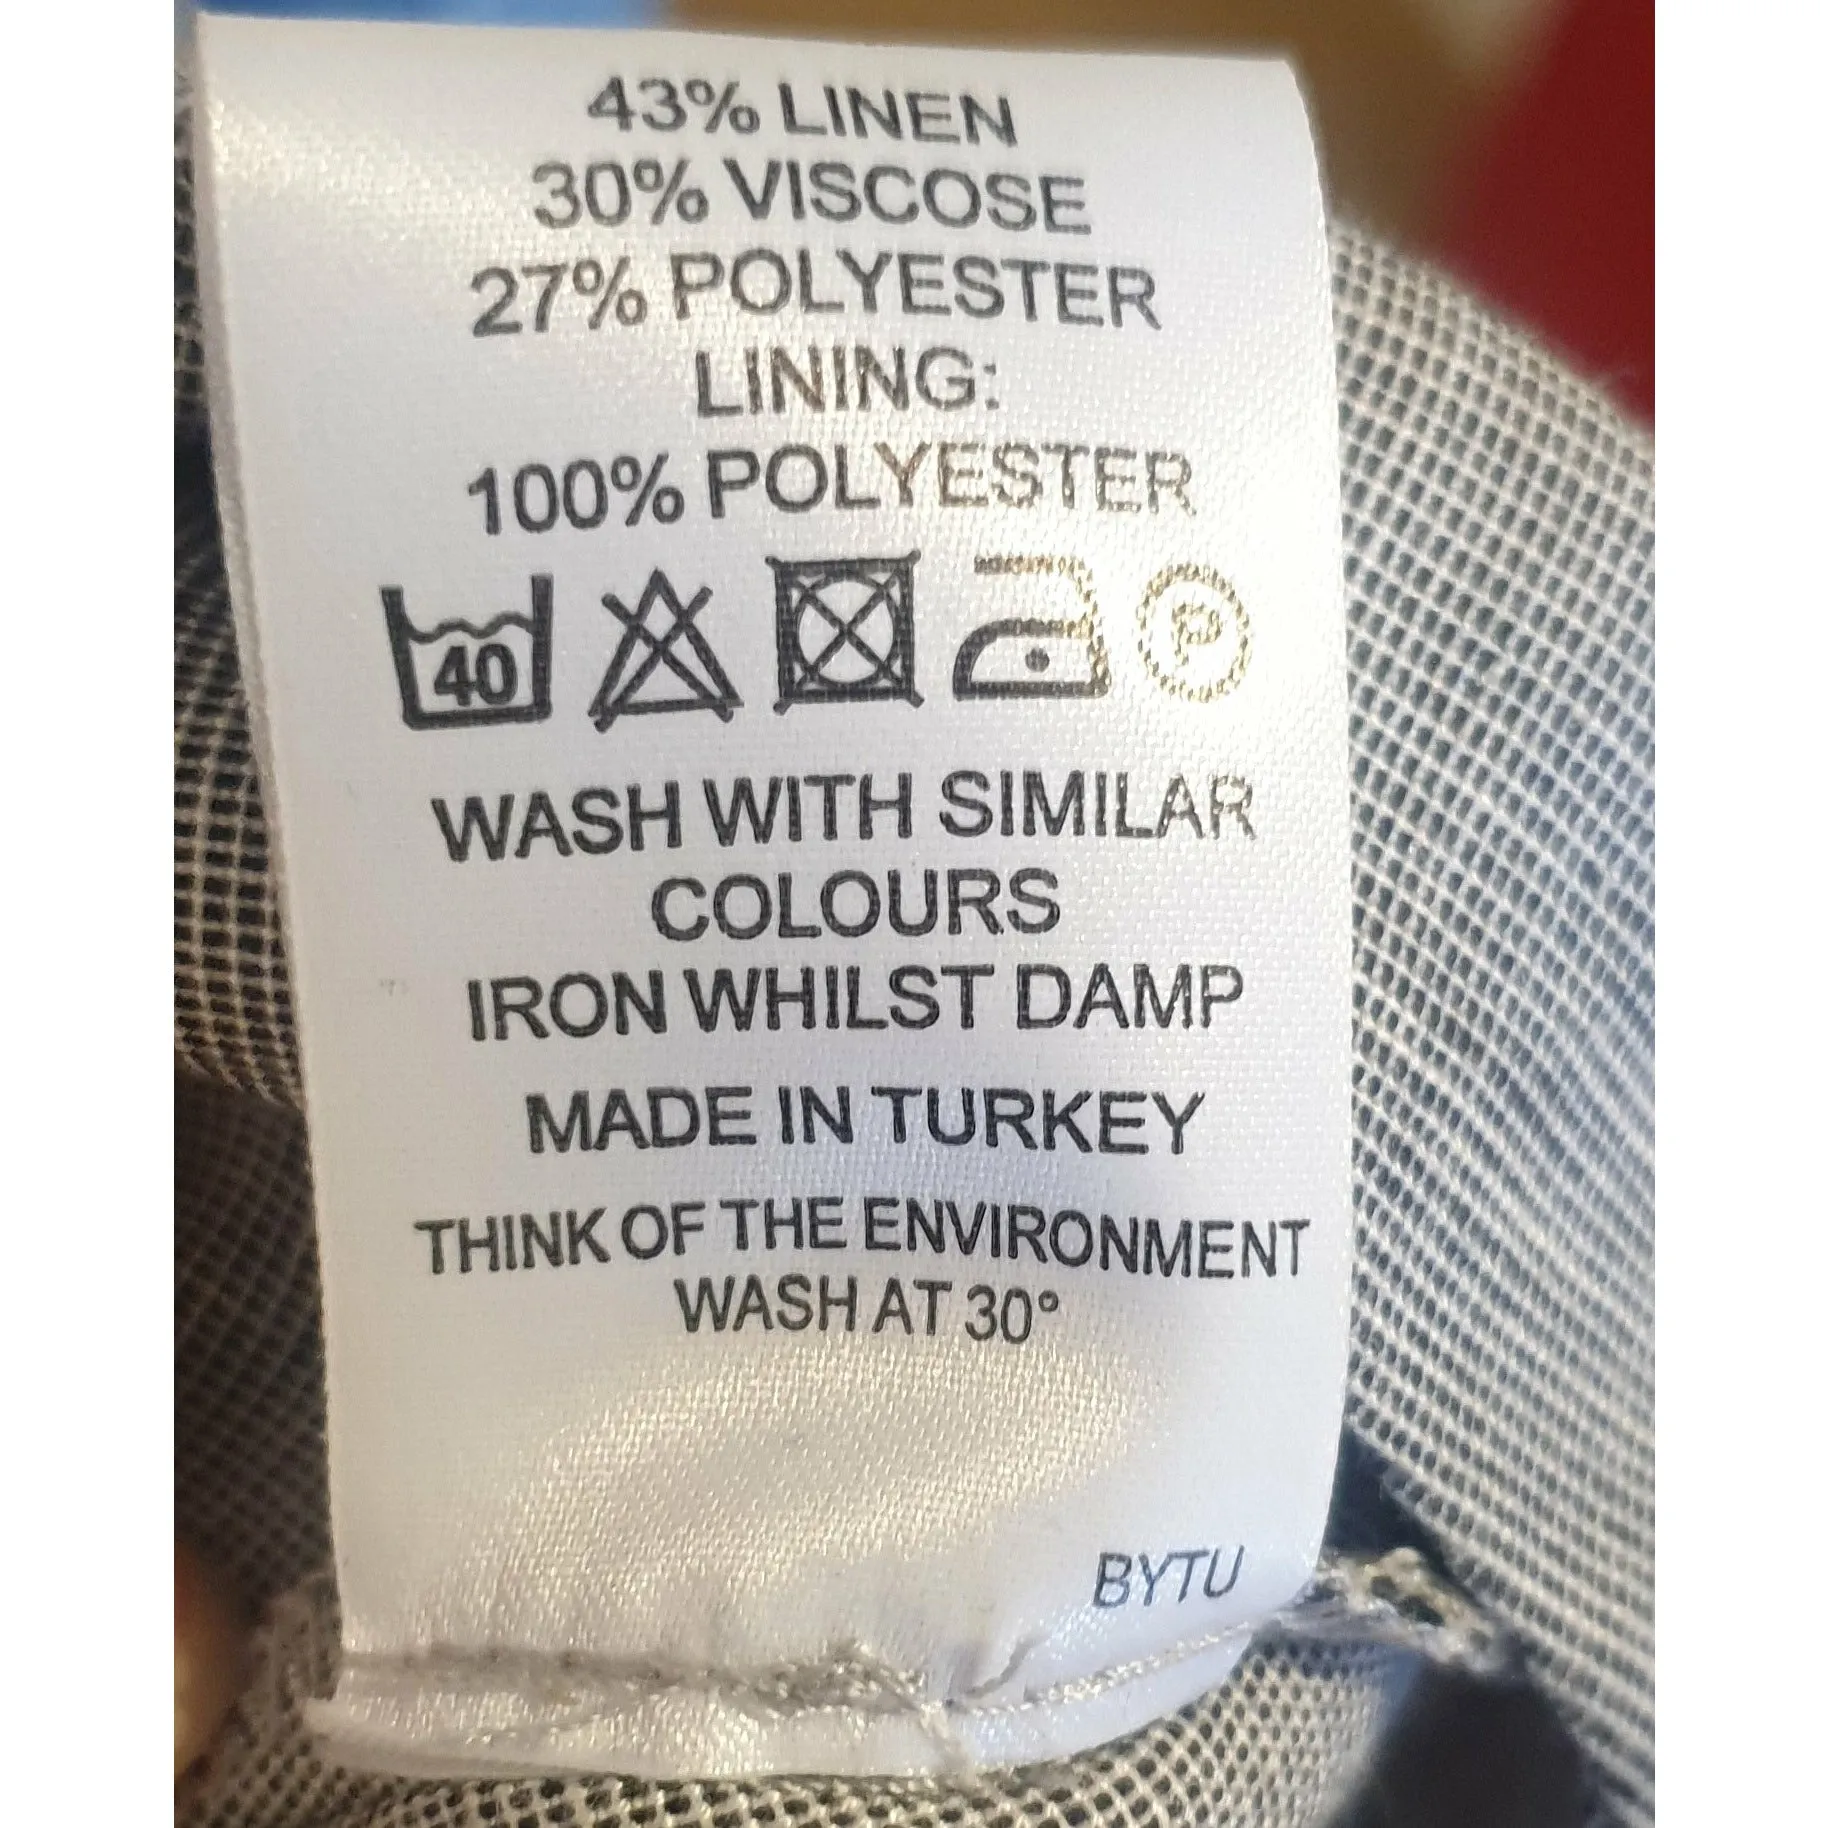 43% LINEN
30% VISCOSE
27% POLYESTER
LINING:
100% POLYESTER
40
P
WASH WITH SIMILAR
COLOURS
IRON WHILST DAMP
MADE IN TURKEY
THINK OF THE ENVIRONMENT
WASH AT 30°
BYTU